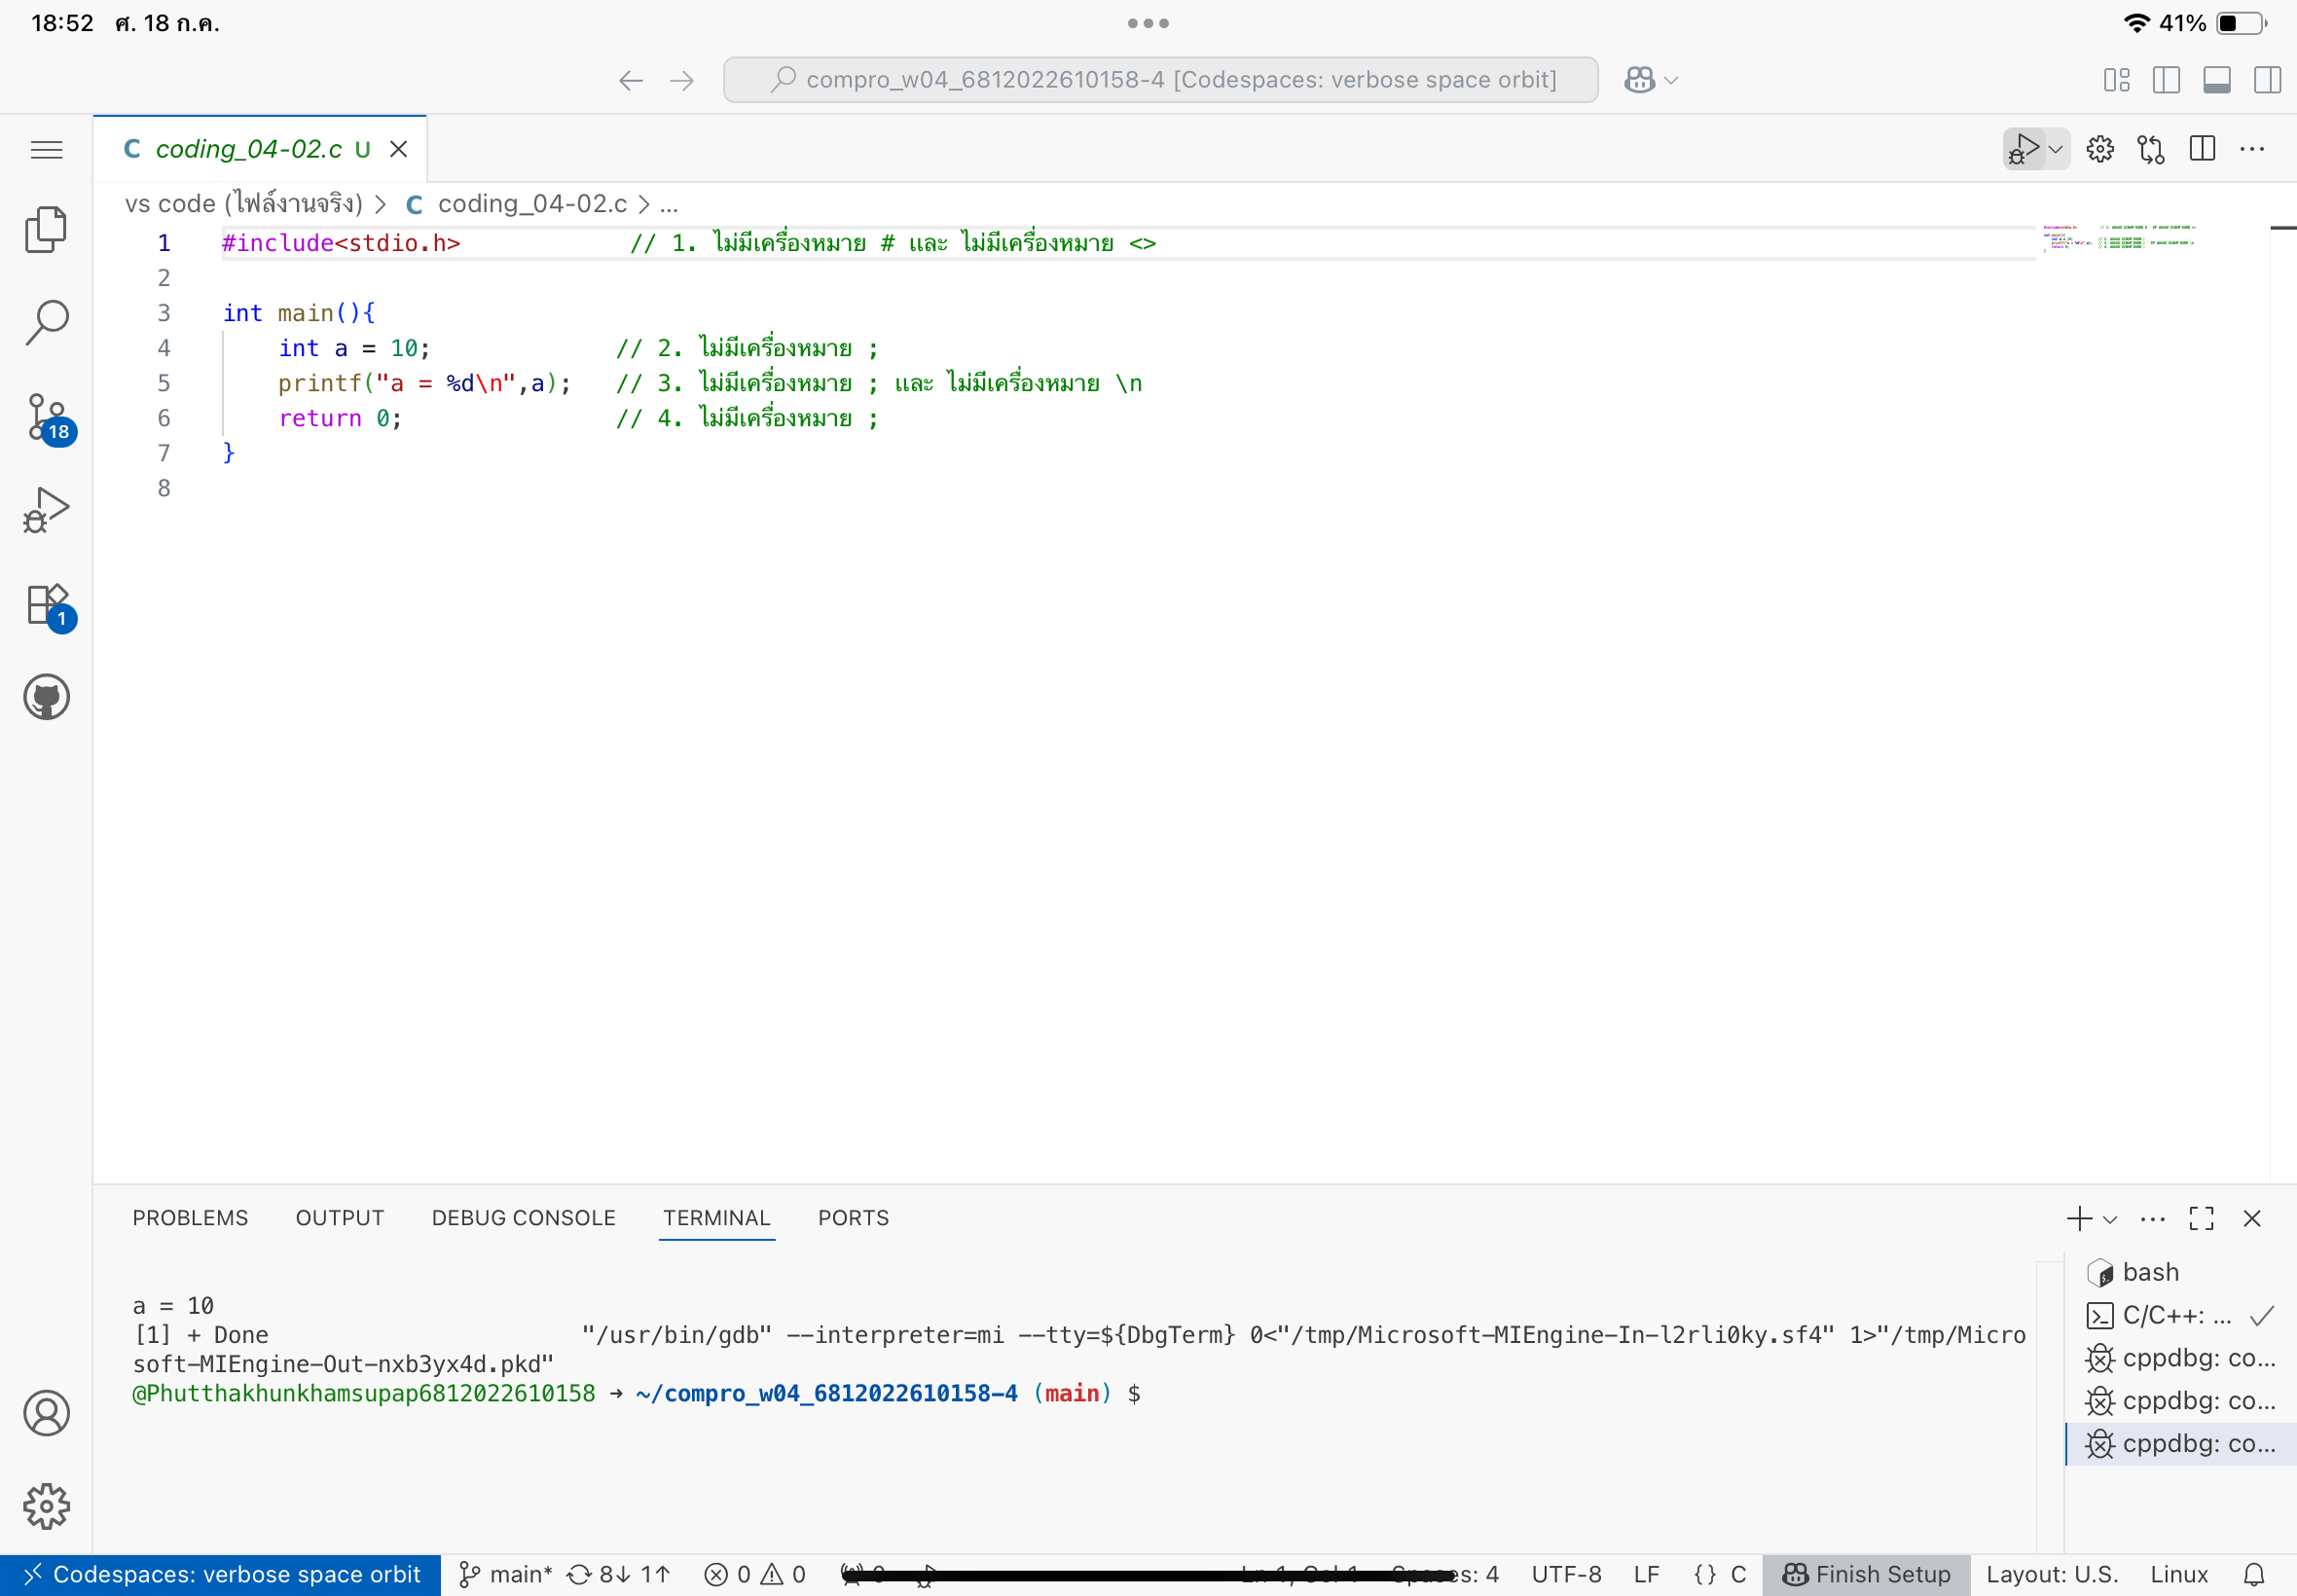 18:52 ศ. 18 ก.ค.
41%
compro_w04_6812022610158-4 [Codespaces: verbose space orbit]
C coding_04-02.c U
vs code (ไฟล์งานจริง) > C coding_04-02.c > ...
1 #include<stdio.h> // 1. ไม่มีเครื่องหมาย # และ ไม่มีเครื่องหมาย <>
2
3 int main(){
4 int a = 10; // 2. ไม่มีเครื่องหมาย ;
5 printf("a = %d\n",a); // 3. ไม่มีเครื่องหมาย ; และ ไม่มีเครื่องหมาย \n
6 return 0; // 4. ไม่มีเครื่องหมาย ;
7 }
8
18
1
PROBLEMS OUTPUT DEBUG CONSOLE TERMINAL PORTS
a = 10
[1] + Done "/usr/bin/gdb" --interpreter=mi --tty=${DbgTerm} 0<"/tmp/Microsoft-MIEngine-In-l2rli0ky.sf4" 1>"/tmp/Micro
soft-MIEngine-Out-nxb3yx4d.pkd"
@Phutthakhunkhamsupap6812022610158 → ~/compro_w04_6812022610158-4 (main) $
bash
C/C++: ...
cppdbg: co...
cppdbg: co...
cppdbg: co...
Codespaces: verbose space orbit main* 8↓ 1↑ 0 0 0 Ln 1, Col 1 Spaces: 4 UTF-8 LF {} C Finish Setup Layout: U.S. Linux